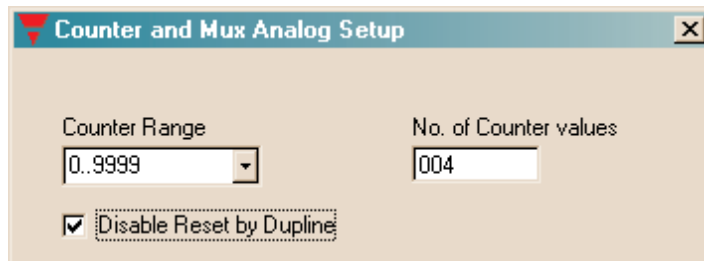 Counter and Mux Analog Setup
Counter Range
No. of Counter values
0..9999
004
Disable Reset by Dupline